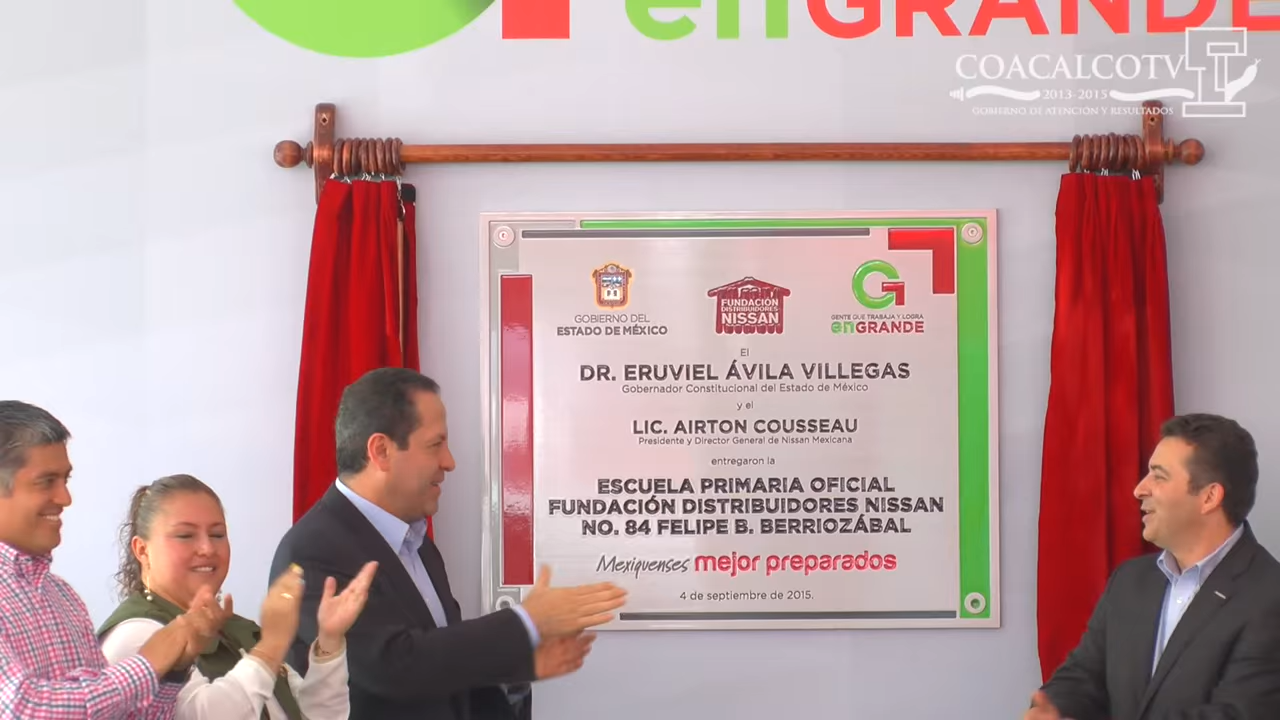 enGRANDE
COACALCOTV
2013-2015
GOBIERNO DE ATENCIÓN Y RESULTADOS
GOBIERNO DEL
ESTADO DE MÉXICO
FUNDACIÓN
DISTRIBUIDORES
NISSAN
GENTE QUE TRABAJA Y LOGRA
enGRANDE
El
DR. ERUVIEL ÁVILA VILLEGAS
Gobernador Constitucional del Estado de México
y el
LIC. AIRTON COUSSEAU
Presidente y Director General de Nissan Mexicana
entregaron la
ESCUELA PRIMARIA OFICIAL
FUNDACIÓN DISTRIBUIDORES NISSAN
NO. 84 FELIPE B. BERRIOZÁBAL
Mexiquenses mejor preparados
4 de septiembre de 2015.